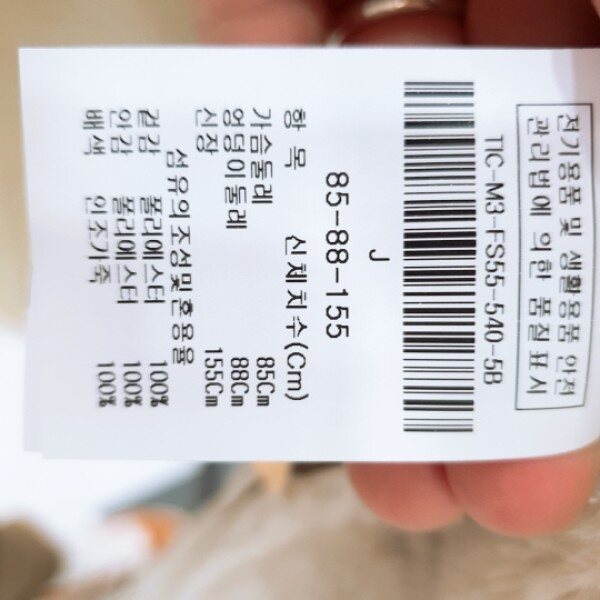 전기용품 및 생활용품 안전
관리법에 의한 품질 표시
TIC-M3-FS55-540-5B
J
85-88-155
항 목 신체치수(Cm)
가슴둘레 85Cm
엉덩이둘레 88Cm
신장 155Cm
섬유의조성및혼용율
겉감 폴리에스터 100%
안감 폴리에스터 100%
배색 인조가죽 100%